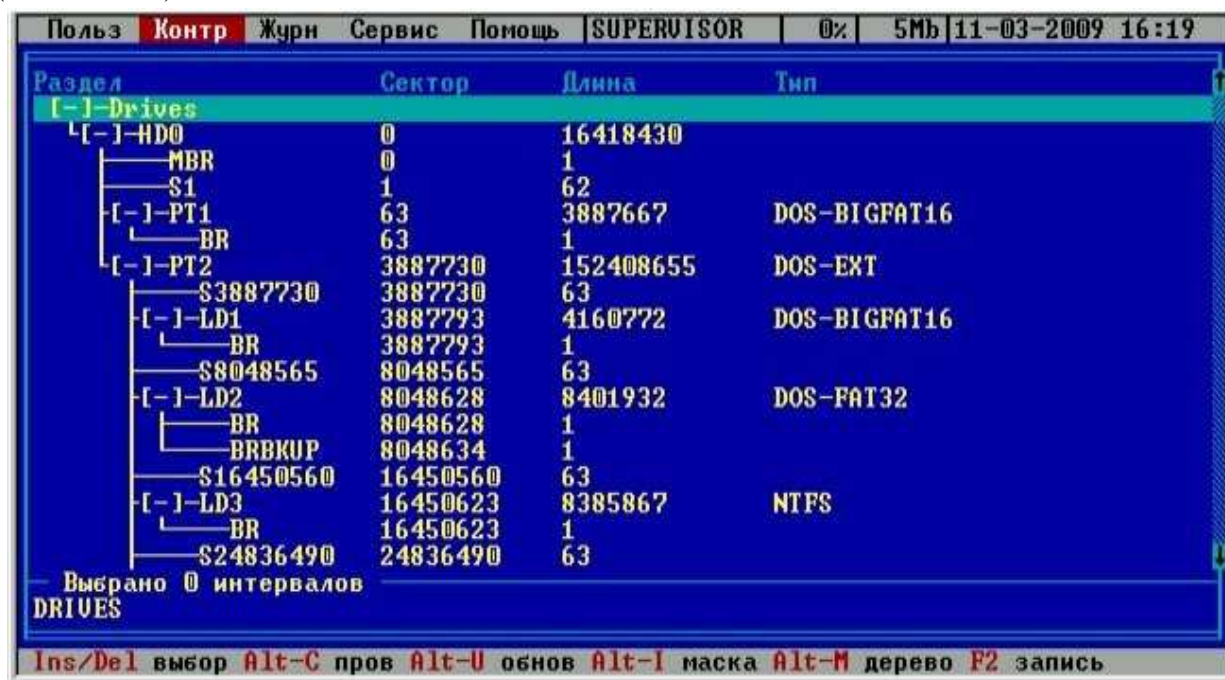 Польз Контр Журн Сервис Помощь SUPERVISOR 0% 5Mb 11-03-2009 16:19
Раздел Сектор Длина Тип
[-]-Drives
[-]-HD0 0 16418430
MBR 0 1
S1 1 62
[-]-PT1 63 3887667 DOS-BIGFAT16
BR 63 1
[-]-PT2 3887730 152408655 DOS-EXT
S3887730 3887730 63
[-]-LD1 3887793 4160772 DOS-BIGFAT16
BR 3887793 1
S8048565 8048565 63
[-]-LD2 8048628 8401932 DOS-FAT32
BR 8048628 1
BRBKUP 8048634 1
S16450560 16450560 63
[-]-LD3 16450623 8385867 NTFS
BR 16450623 1
S24836490 24836490 63
Выбрано 0 интервалов
DRIVES
Ins/Del выбор Alt-C пров Alt-U обнов Alt-I маска Alt-M дерево F2 запись